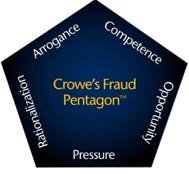 Arrogance
Competence
Crowe's Fraud
Pentagon™
Rationalization
Opportunity
Pressure